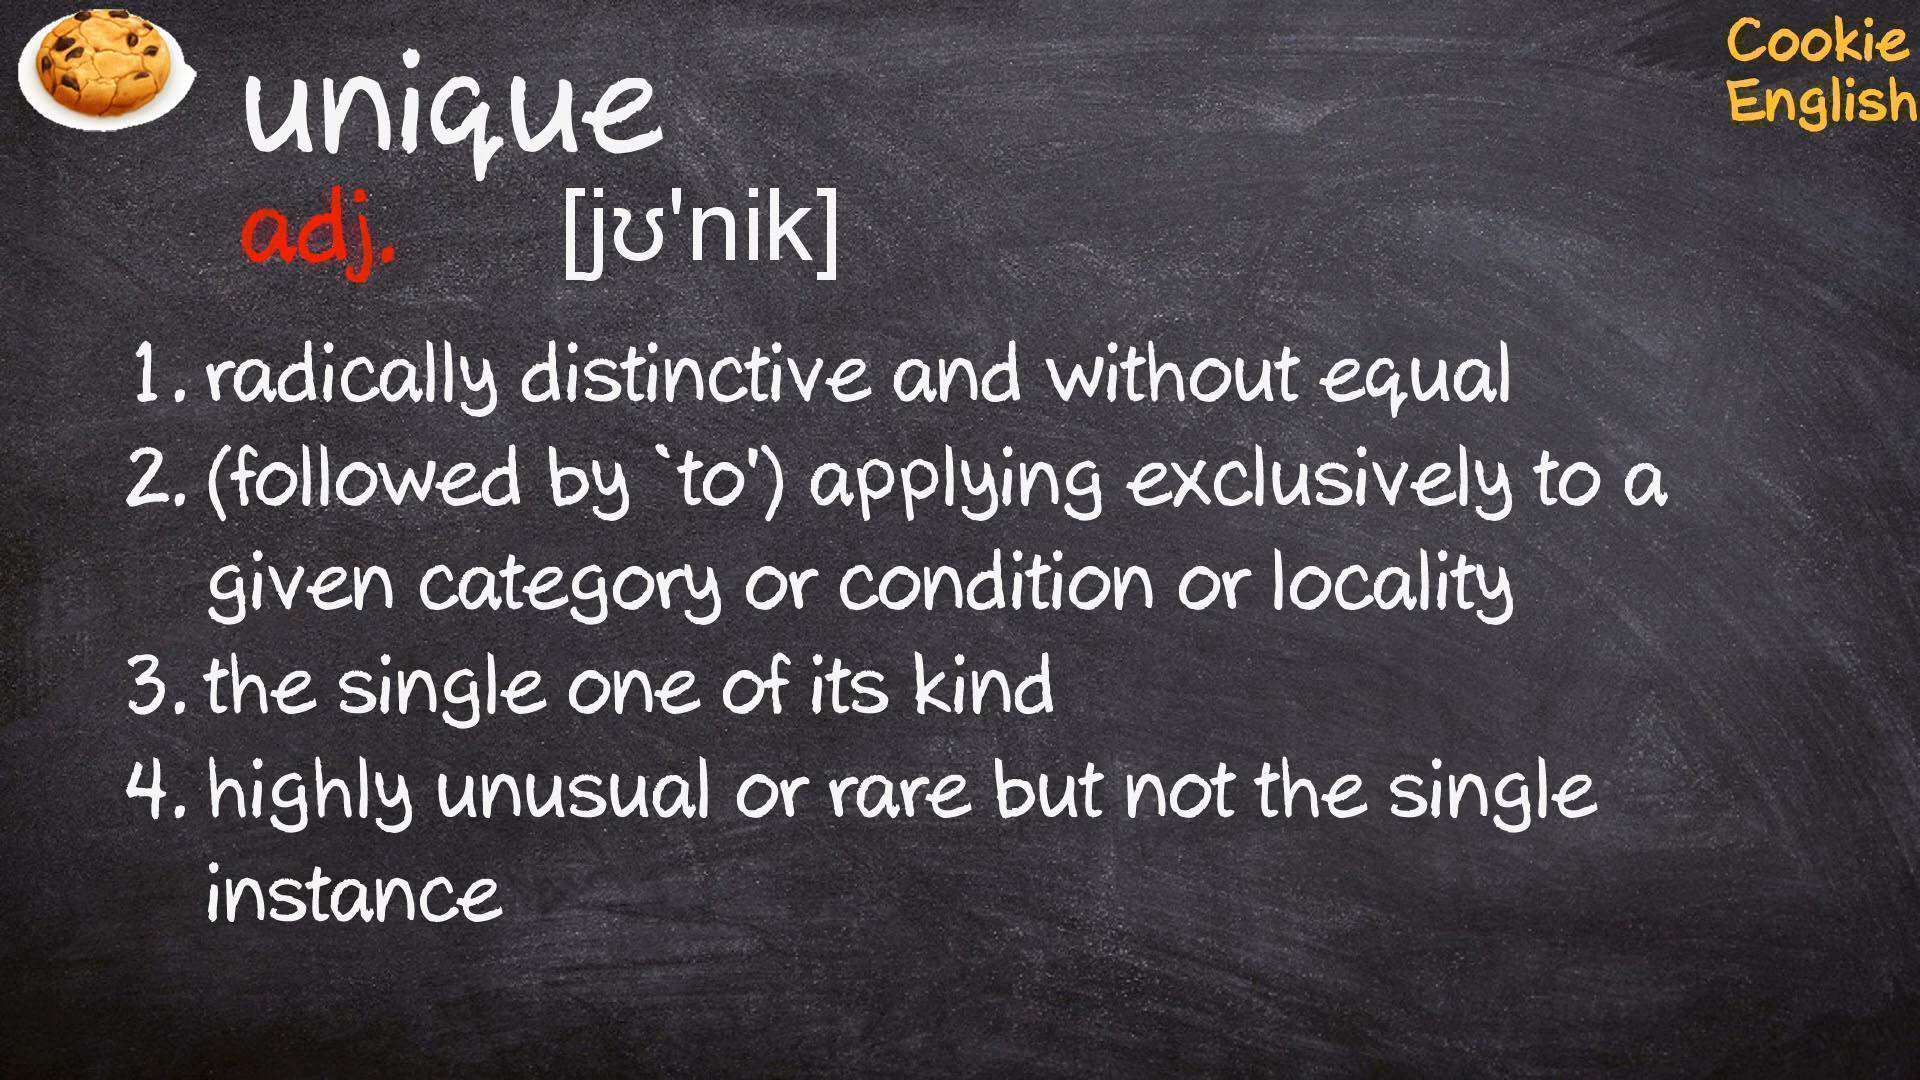 Cookie
English
unique
adj. [jʊ'nik]
1. radically distinctive and without equal
2. (followed by `to') applying exclusively to a
given category or condition or locality
3. the single one of its kind
4. highly unusual or rare but not the single
instance